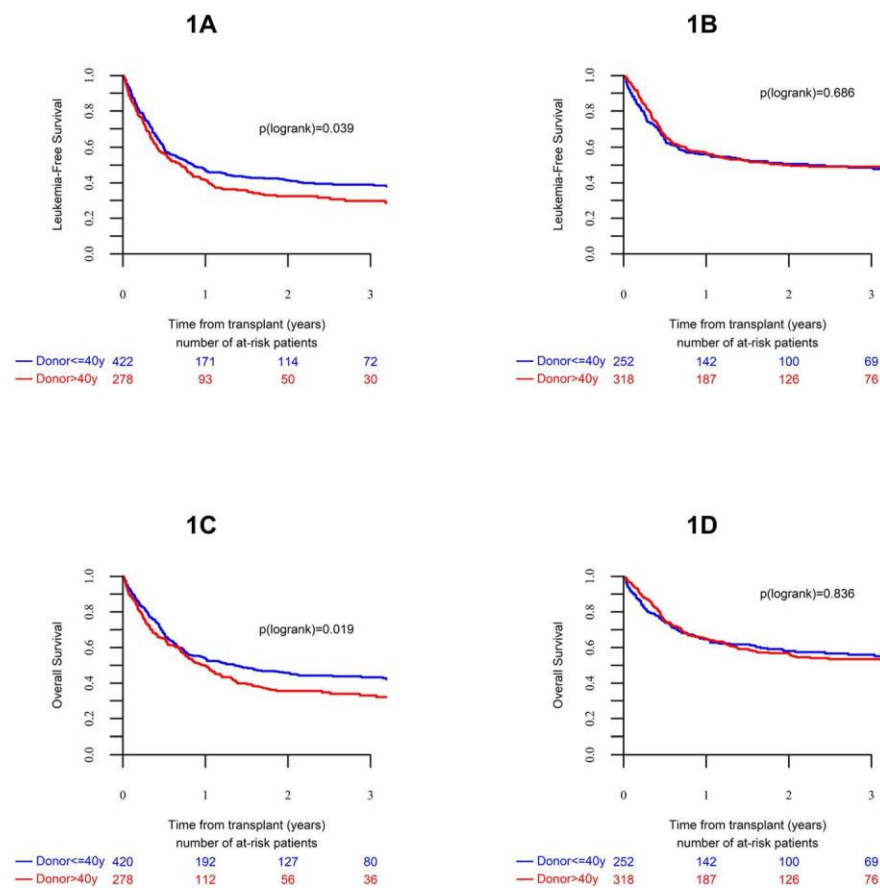 1A
1.0
0.8
0.6
0.4
0.2
0.0
Leukemia-Free Survival
p(logrank)=0.039
0 1 2 3
Time from transplant (years)
number of at-risk patients
Donor<=40y 422 171 114 72
Donor>40y 278 93 50 30
1B
1.0
0.8
0.6
0.4
0.2
0.0
Leukemia-Free Survival
p(logrank)=0.686
0 1 2 3
Time from transplant (years)
number of at-risk patients
Donor<=40y 252 142 100 69
Donor>40y 318 187 126 76
1C
1.0
0.8
0.6
0.4
0.2
0.0
Overall Survival
p(logrank)=0.019
0 1 2 3
Time from transplant (years)
number of at-risk patients
Donor<=40y 420 192 127 80
Donor>40y 278 112 56 36
1D
1.0
0.8
0.6
0.4
0.2
0.0
Overall Survival
p(logrank)=0.836
0 1 2 3
Time from transplant (years)
number of at-risk patients
Donor<=40y 252 142 100 69
Donor>40y 318 187 126 76